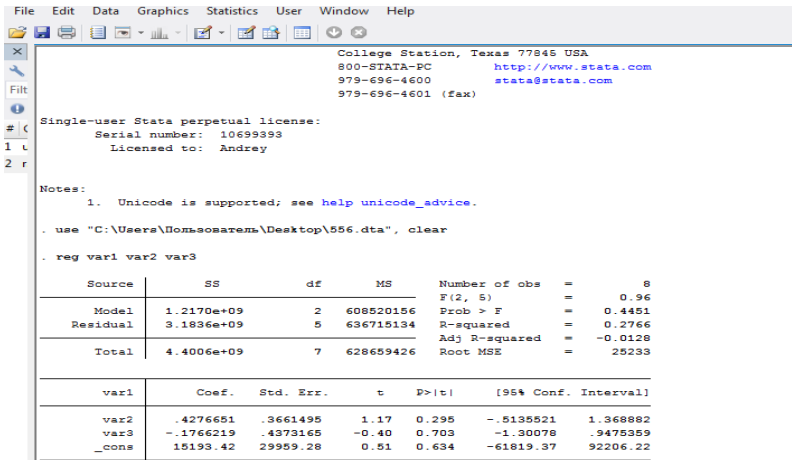 File Edit Data Graphics Statistics User Window Help
College Station, Texas 77845 USA
800-STATA-PC http://www.stata.com
979-696-4600 stata@stata.com
979-696-4601 (fax)
Filt
# C
1 u
2 r
Single-user Stata perpetual license:
Serial number: 10699393
Licensed to: Andrey
Notes:
1. Unicode is supported; see help unicode_advice.
. use "C:\Users\Пользователь\Desktop\556.dta", clear
. reg var1 var2 var3
Source SS df MS Number of obs = 8
F(2, 5) = 0.96
Model 1.2170e+09 2 608520156 Prob > F = 0.4451
Residual 3.1836e+09 5 636715134 R-squared = 0.2766
Adj R-squared = -0.0128
Total 4.4006e+09 7 628659426 Root MSE = 25233
var1 Coef. Std. Err. t P>|t| [95% Conf. Interval]
var2 .4276651 .3661495 1.17 0.295 -.5135521 1.368882
var3 -.1766219 .4373165 -0.40 0.703 -1.30078 .9475359
_cons 15193.42 29959.28 0.51 0.634 -61819.37 92206.22